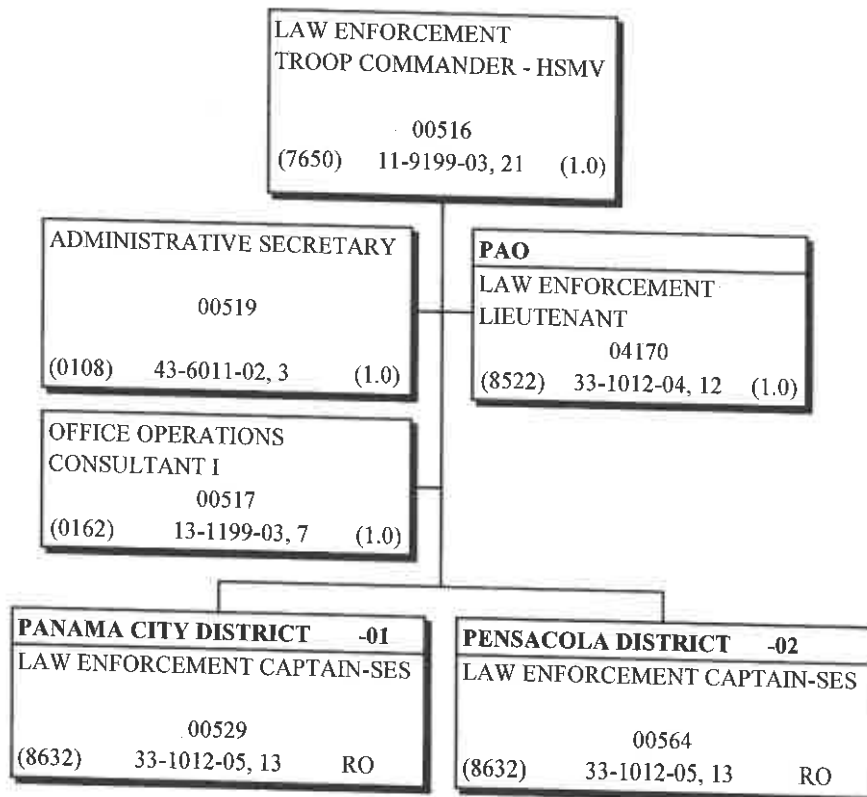 LAW ENFORCEMENT
TROOP COMMANDER - HSMV
00516
(7650) 11-9199-03, 21 (1.0)
ADMINISTRATIVE SECRETARY
00519
(0108) 43-6011-02, 3 (1.0)
PAO
LAW ENFORCEMENT
LIEUTENANT
04170
(8522) 33-1012-04, 12 (1.0)
OFFICE OPERATIONS
CONSULTANT I
00517
(0162) 13-1199-03, 7 (1.0)
PANAMA CITY DISTRICT -01
LAW ENFORCEMENT CAPTAIN-SES
00529
(8632) 33-1012-05, 13 RO
PENSACOLA DISTRICT -02
LAW ENFORCEMENT CAPTAIN-SES
00564
(8632) 33-1012-05, 13 RO